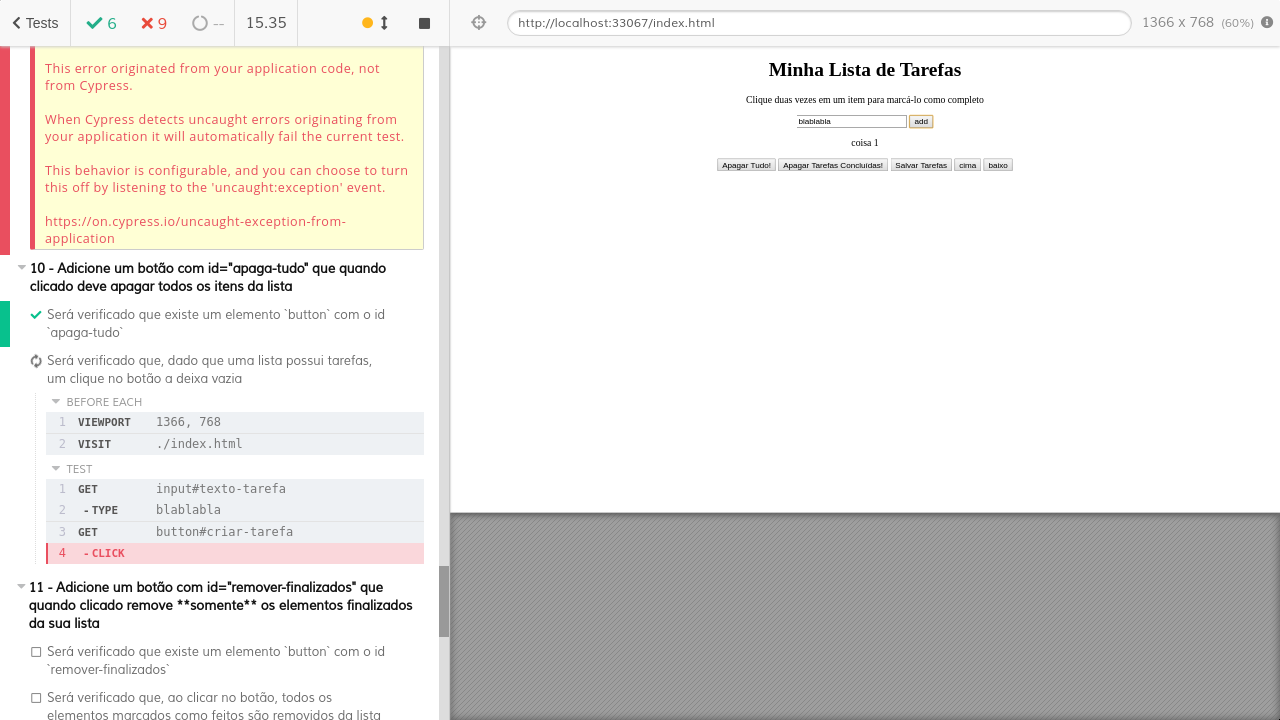 Tests
6
9
--
15.35
http://localhost:33067/index.html
1366 x 768 (60%)
This error originated from your application code, not
from Cypress.
When Cypress detects uncaught errors originating from
your application it will automatically fail the current test.
This behavior is configurable, and you can choose to turn
this off by listening to the 'uncaught:exception' event.
https://on.cypress.io/uncaught-exception-from-
application
10 - Adicione um botão com id="apaga-tudo" que quando
clicado deve apagar todos os itens da lista
Será verificado que existe um elemento `button` com o id
`apaga-tudo`
Será verificado que, dado que uma lista possui tarefas,
um clique no botão a deixa vazia
BEFORE EACH
1 VIEWPORT 1366, 768
2 VISIT ./index.html
TEST
1 GET input#texto-tarefa
2 -TYPE blablabla
3 GET button#criar-tarefa
4 -CLICK
11 - Adicione um botão com id="remover-finalizados" que
quando clicado remove **somente** os elementos finalizados
da sua lista
Será verificado que existe um elemento `button` com o id
`remover-finalizados`
Será verificado que, ao clicar no botão, todos os
elementos marcados como feitos são removidos da lista
Minha Lista de Tarefas
Clique duas vezes em um item para marcá-lo como completo
blablabla add
coisa 1
Apagar Tudo! Apagar Tarefas Concluídas! Salvar Tarefas cima baixo